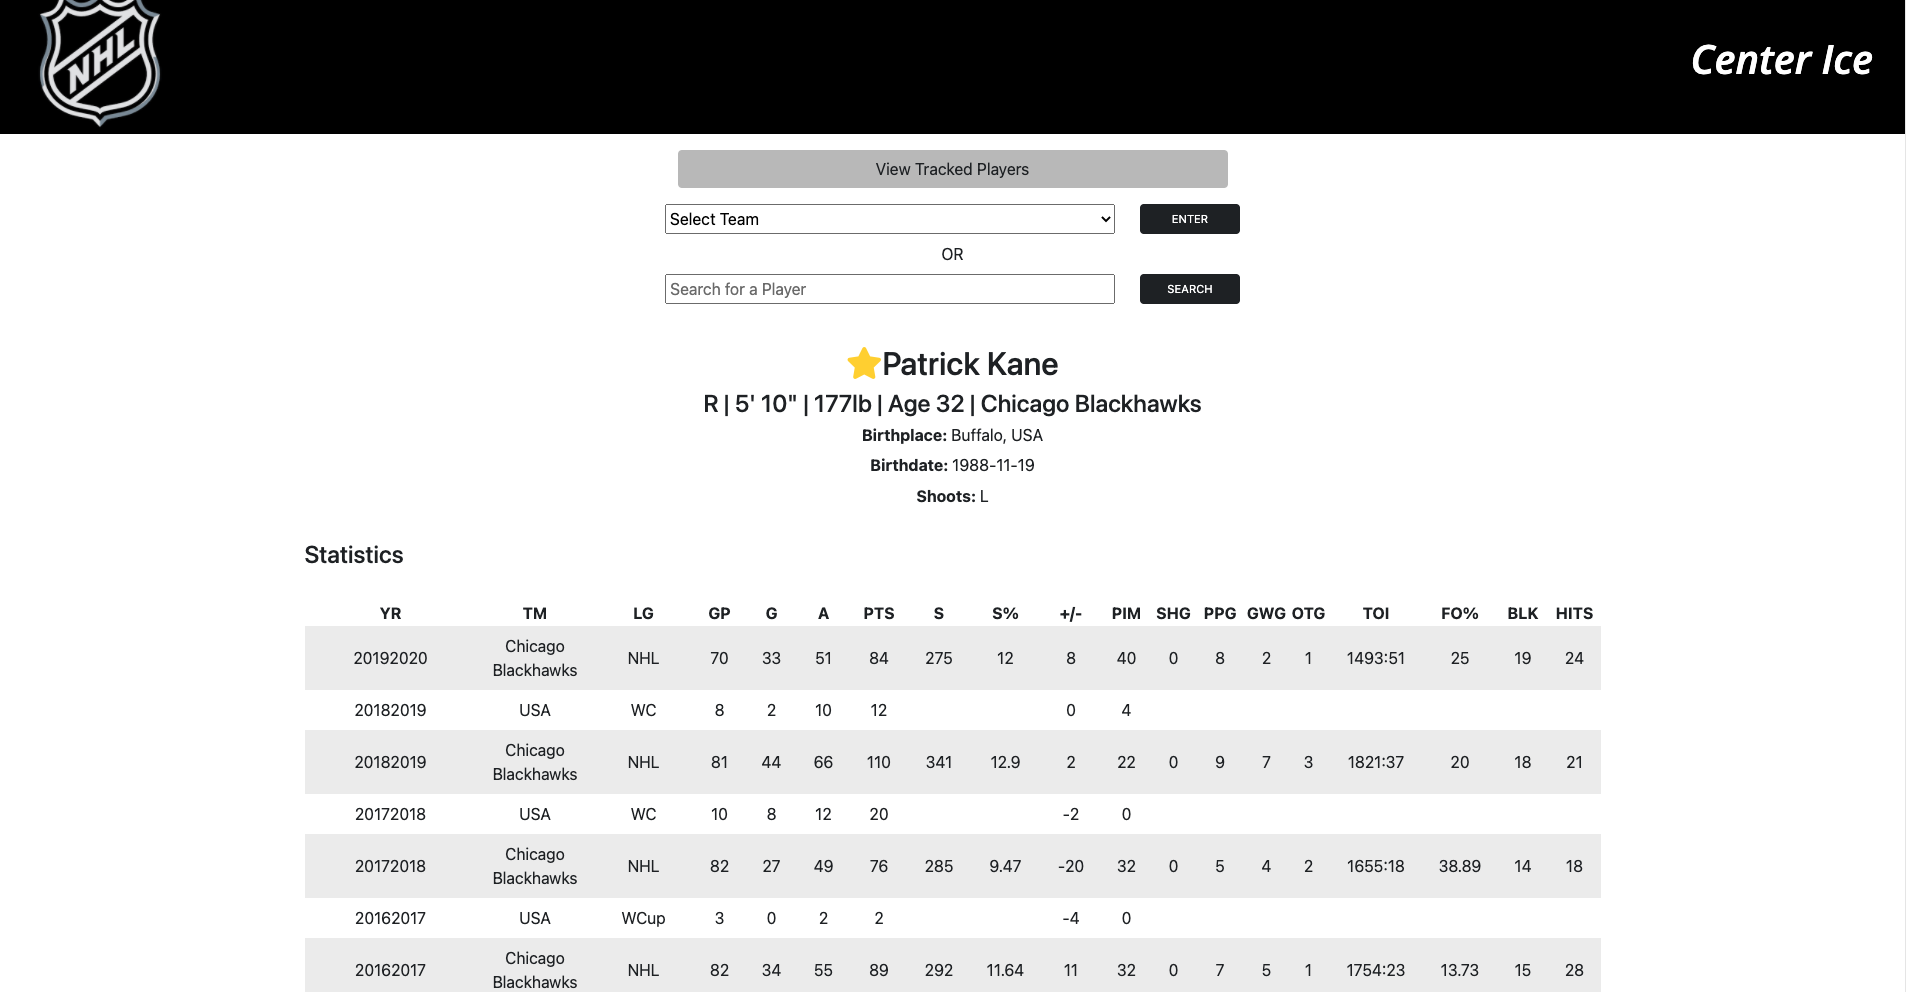 NHL
Center Ice
View Tracked Players
Select Team
ENTER
OR
Search for a Player
SEARCH
⭐Patrick Kane
R | 5' 10" | 177lb | Age 32 | Chicago Blackhawks
Birthplace: Buffalo, USA
Birthdate: 1988-11-19
Shoots: L
Statistics
YR TM LG GP G A PTS S S% +/- PIM SHG PPG GWG OTG TOI FO% BLK HITS
20192020 Chicago Blackhawks NHL 70 33 51 84 275 12 8 40 0 8 2 1 1493:51 25 19 24
20182019 USA WC 8 2 10 12 0 4
20182019 Chicago Blackhawks NHL 81 44 66 110 341 12.9 2 22 0 9 7 3 1821:37 20 18 21
20172018 USA WC 10 8 12 20 -2 0
20172018 Chicago Blackhawks NHL 82 27 49 76 285 9.47 -20 32 0 5 4 2 1655:18 38.89 14 18
20162017 USA WCup 3 0 2 2 -4 0
20162017 Chicago Blackhawks NHL 82 34 55 89 292 11.64 11 32 0 7 5 1 1754:23 13.73 15 28